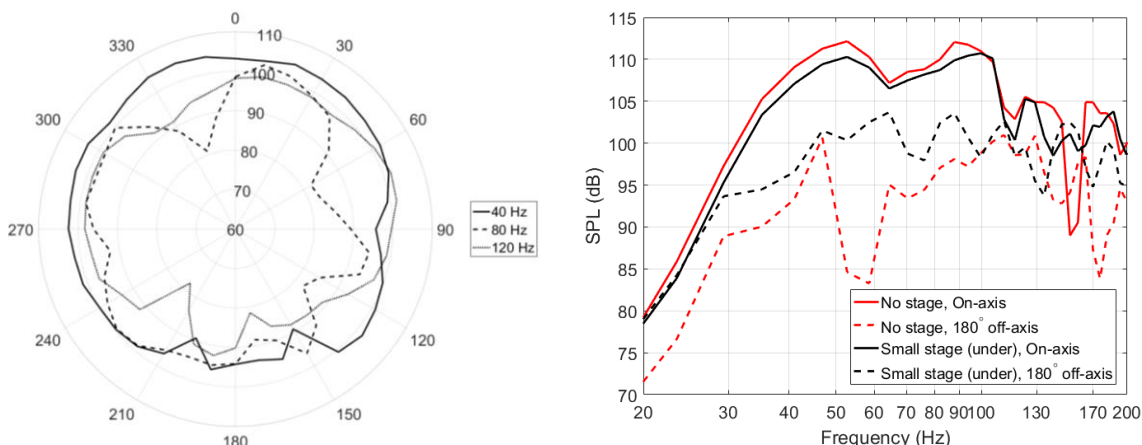 0
30
60
90
120
150
180
210
240
270
300
330
110
100
90
80
70
60
40 Hz
80 Hz
120 Hz
115
110
105
100
95
90
85
80
75
70
SPL (dB)
No stage, On-axis
No stage, 180° off-axis
Small stage (under), On-axis
Small stage (under), 180° off-axis
20 30 40 50 60 70 80 90 100 130 170 200
Frequency (Hz)